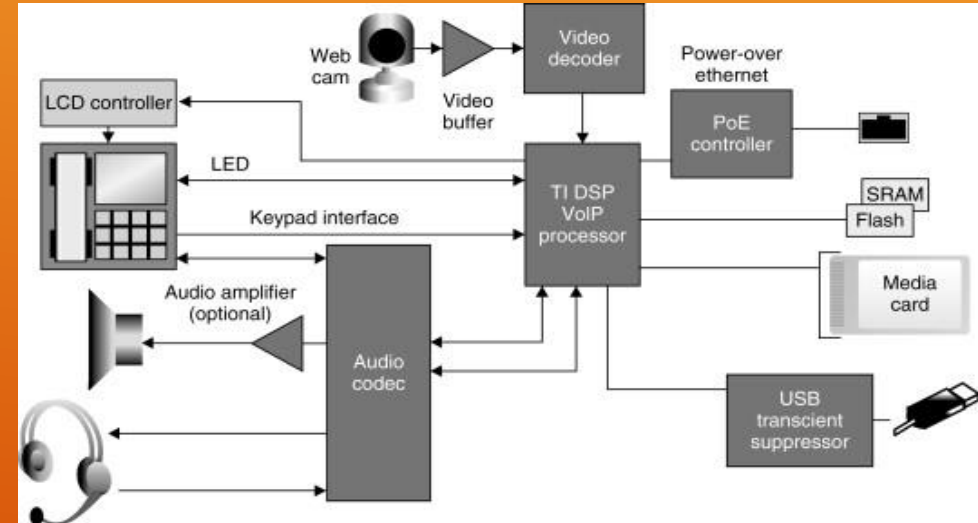 Web
cam
Video
buffer
Video
decoder
Power-over
ethernet
PoE
controller
LCD controller
LED
Keypad interface
TI DSP
VoIP
processor
SRAM
Flash
Media
card
Audio amplifier
(optional)
Audio
codec
USB
transcient
suppressor